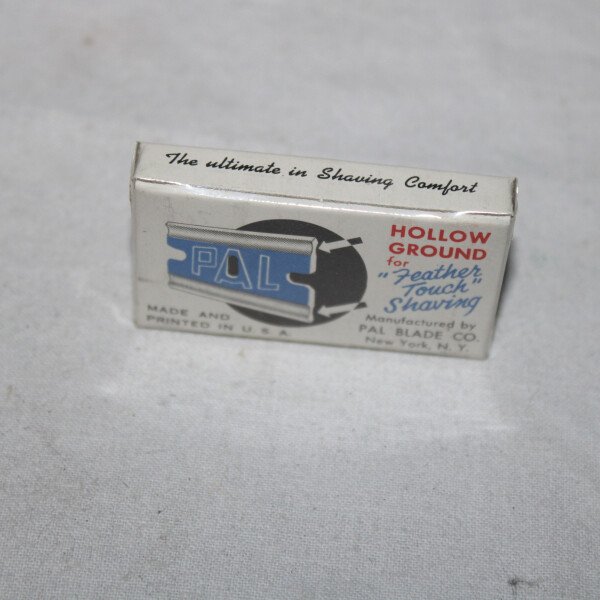 The ultimate in Shaving Comfort
PAL
MADE AND
PRINTED IN U.S.A.
HOLLOW
GROUND
for
"Feather
Touch"
Shaving
Manufactured by
PAL BLADE CO.
New York, N. Y.